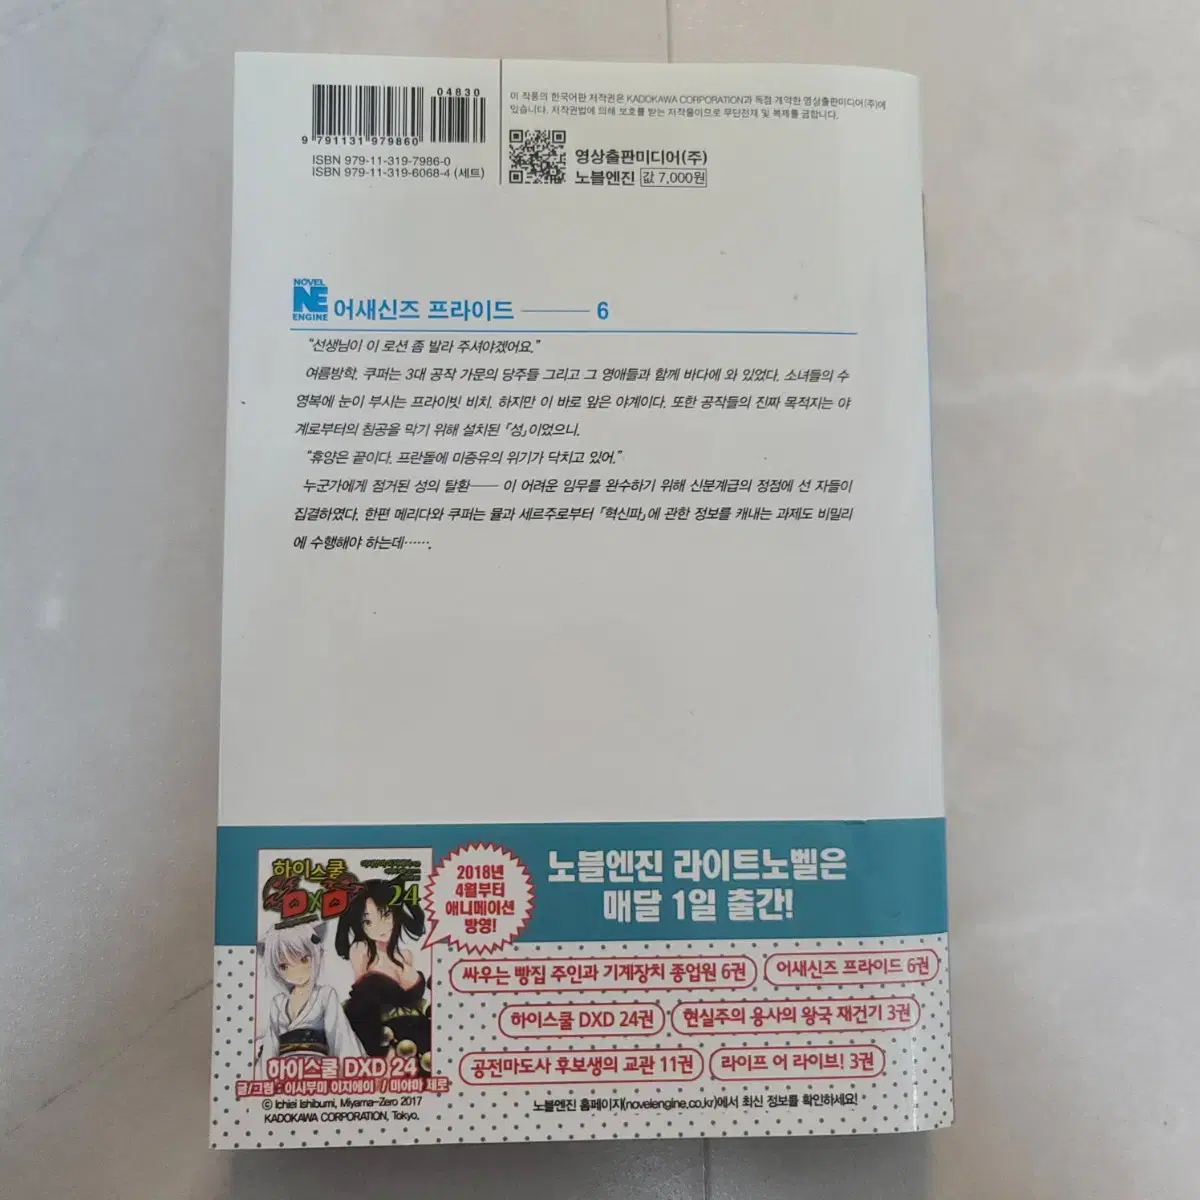 04830
9 791131 979860
ISBN 979-11-319-7986-0
ISBN 979-11-319-6068-4 (세트)
이 작품의 한국어판 저작권은 KADOKAWA CORPORATION과 독점 계약한 영상출판미디어(주)에
있습니다. 저작권법에 의해 보호를 받는 저작물이므로 무단전재 및 복제를 금합니다.
영상출판미디어(주)
노블엔진 값 7,000원
NOVEL
NE
ENGINE
어새신즈 프라이드 6
“선생님이 이 로션 좀 발라 주셔야겠어요.”
여름방학. 쿠퍼는 3대 공작 가문의 당주들 그리고 그 영애들과 함께 바다에 와 있었다. 소녀들의 수
영복에 눈이 부시는 프라이빗 비치. 하지만 이 바로 앞은 야계이다. 또한 공작들의 진짜 목적지는 야
계로부터의 침공을 막기 위해 설치된 「성」이었으니.
“휴양은 끝이다. 프란돌에 미증유의 위기가 닥치고 있어.”
누군가에게 점거된 성의 탈환—— 이 어려운 임무를 완수하기 위해 신분계급의 정점에 선 자들이
집결하였다. 한편 메리다와 쿠퍼는 뮬과 세르주로부터 「혁신파」에 관한 정보를 캐내는 과제도 비밀리
에 수행해야 하는데…….
하이스쿨
DXD
24
2018년
4월부터
애니메이션
방영!
노블엔진 라이트노벨은
매달 1일 출간!
싸우는 빵집 주인과 기계장치 종업원 6권
어새신즈 프라이드 6권
하이스쿨 DXD 24권
현실주의 용사의 왕국 재건기 3권
공전마도사 후보생의 교관 11권
라이프 어 라이브! 3권
하이스쿨 DXD 24
글/그림 : 이시부미 이치에이 / 미야마 제로
© Ichiei Ishibumi, Miyama-Zero 2017
KADOKAWA CORPORATION, Tokyo.
노블엔진 홈페이지(novelengine.co.kr)에서 최신 정보를 확인하세요!